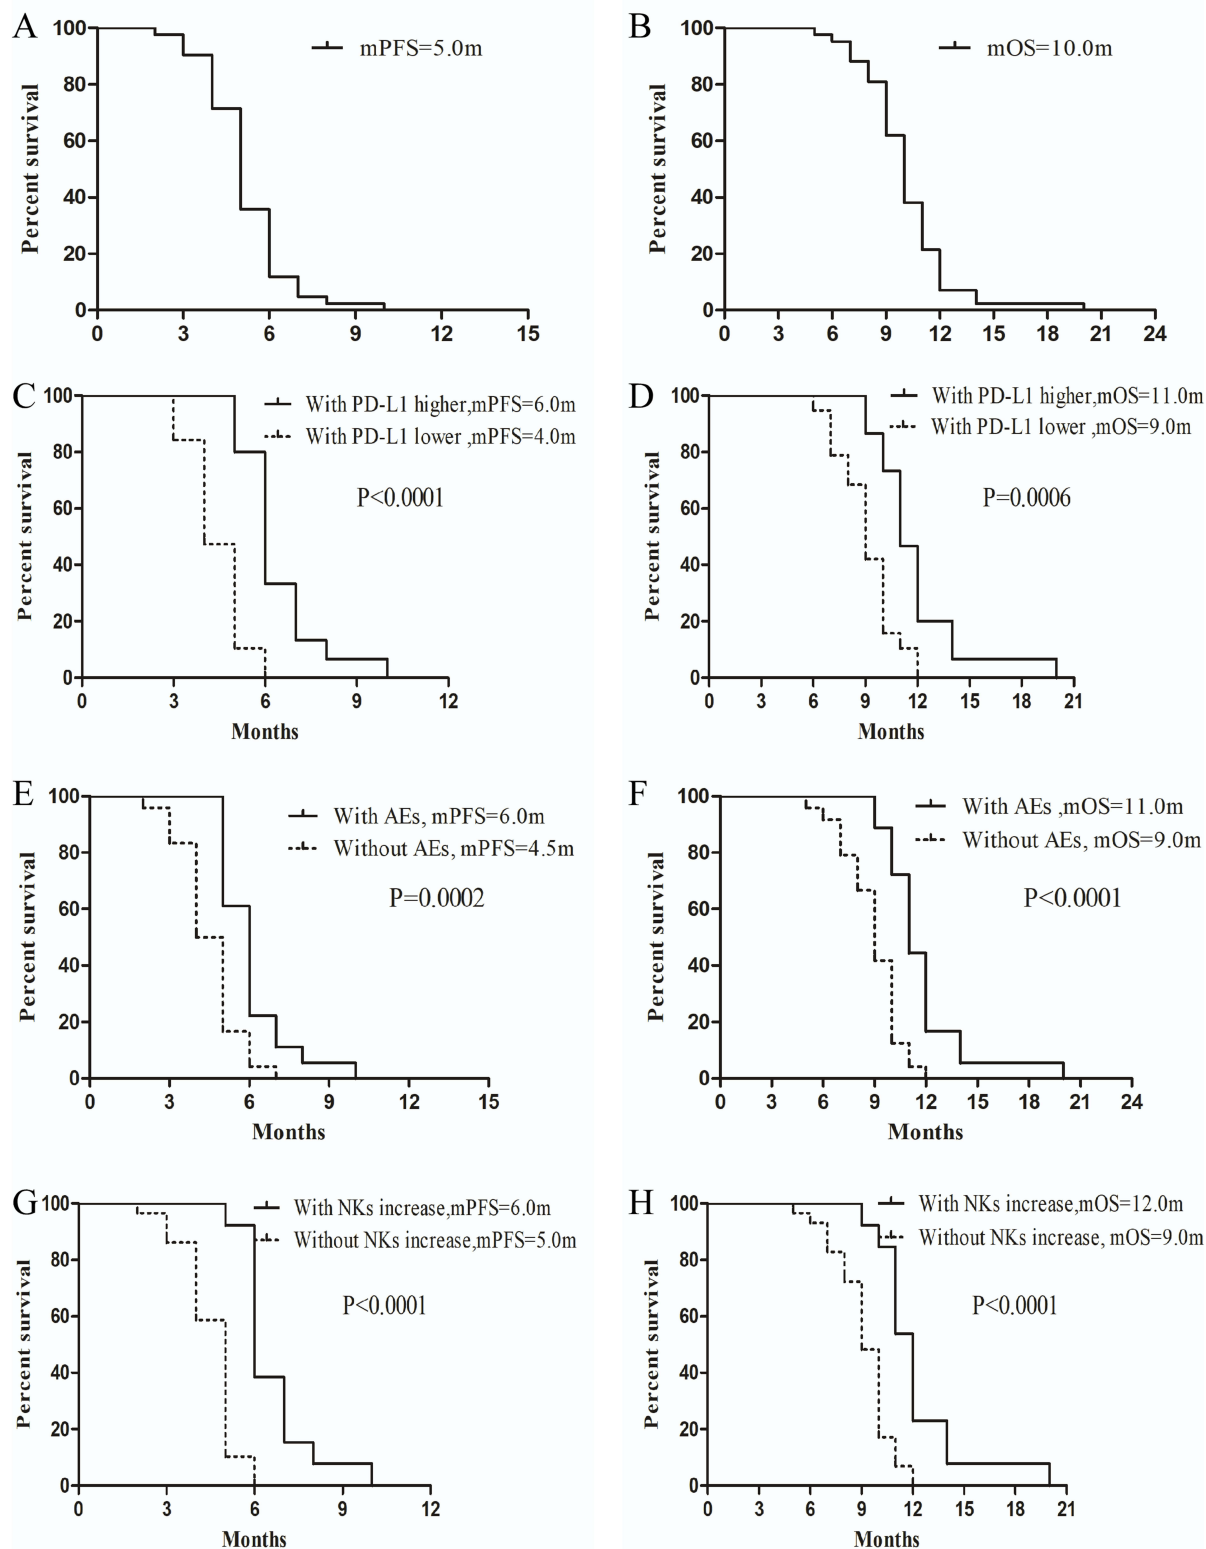 A
100
80
60
40
20
0
Percent survival
mPFS=5.0m
0 3 6 9 12 15
B
100
80
60
40
20
0
Percent survival
mOS=10.0m
0 3 6 9 12 15 18 21 24
C
100
80
60
40
20
0
Percent survival
With PD-L1 higher,mPFS=6.0m
With PD-L1 lower ,mPFS=4.0m
P<0.0001
0 3 6 9 12
Months
D
100
80
60
40
20
0
Percent survival
With PD-L1 higher,mOS=11.0m
With PD-L1 lower ,mOS=9.0m
P=0.0006
0 3 6 9 12 15 18 21
Months
E
100
80
60
40
20
0
Percent survival
With AEs, mPFS=6.0m
Without AEs, mPFS=4.5m
P=0.0002
0 3 6 9 12 15
Months
F
100
80
60
40
20
0
Percent survival
With AEs ,mOS=11.0m
Without AEs, mOS=9.0m
P<0.0001
0 3 6 9 12 15 18 21 24
Months
G
100
80
60
40
20
0
Percent survival
With NKs increase,mPFS=6.0m
Without NKs increase,mPFS=5.0m
P<0.0001
0 3 6 9 12
Months
H
100
80
60
40
20
0
Percent survival
With NKs increase,mOS=12.0m
Without NKs increase, mOS=9.0m
P<0.0001
0 3 6 9 12 15 18 21
Months